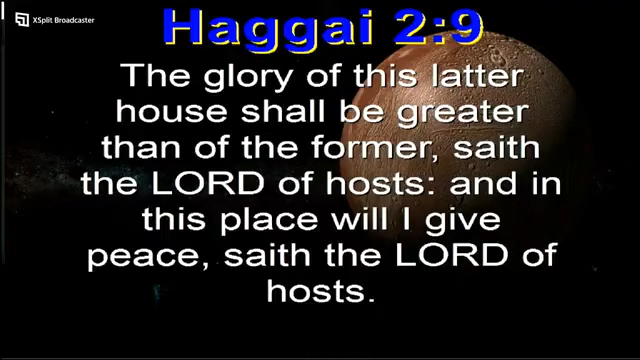 XSplit Broadcaster
Haggai 2:9
The glory of this latter
house shall be greater
than of the former, saith
the LORD of hosts: and in
this place will I give
peace, saith the LORD of
hosts.